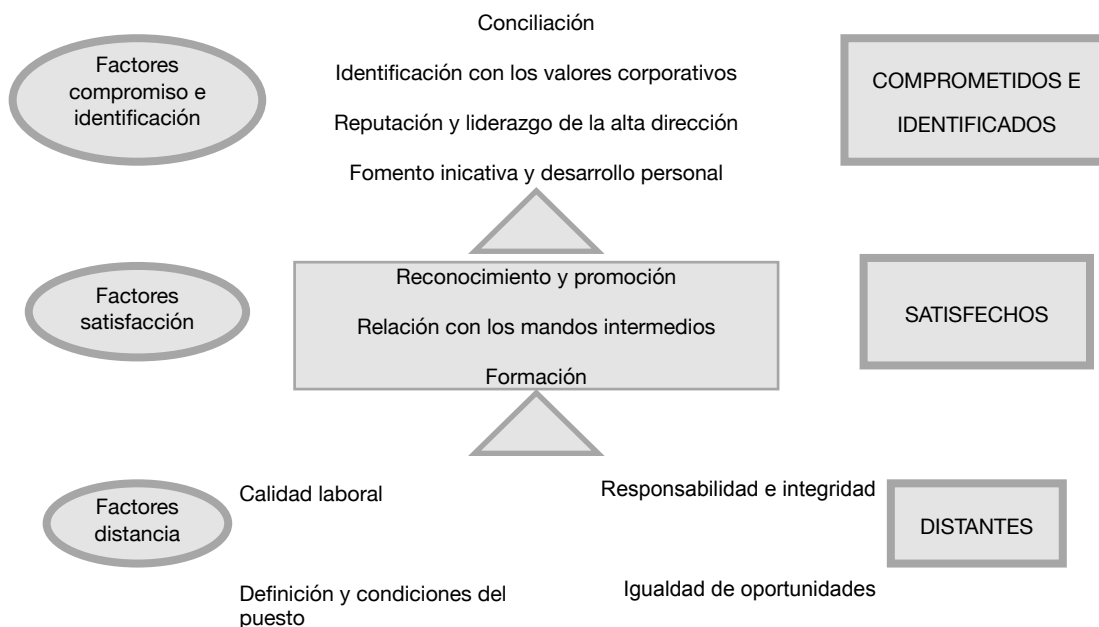 Conciliación
Factores
compromiso e
identificación
Identificación con los valores corporativos
Reputación y liderazgo de la alta dirección
Fomento inicativa y desarrollo personal
COMPROMETIDOS E
IDENTIFICADOS
Factores
satisfacción
Reconocimiento y promoción
Relación con los mandos intermedios
Formación
SATISFECHOS
Factores
distancia
Calidad laboral
Responsabilidad e integridad
Definición y condiciones del
puesto
Igualdad de oportunidades
DISTANTES